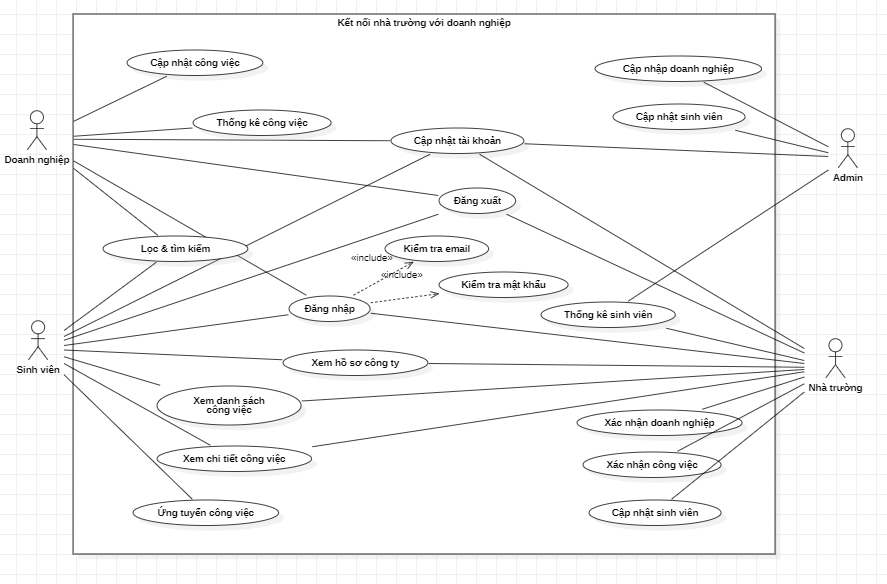 Kết nối nhà trường với doanh nghiệp
Cập nhật công việc
Cập nhập doanh nghiệp
Thống kê công việc
Cập nhật sinh viên
Cập nhật tài khoản
Doanh nghiệp
Admin
Đăng xuất
Lọc & tìm kiếm
Kiểm tra email
«include»
«include»
Kiểm tra mật khẩu
Đăng nhập
Thống kê sinh viên
Xem hồ sơ công ty
Sinh viên
Nhà trường
Xem danh sách
công việc
Xác nhận doanh nghiệp
Xem chi tiết công việc
Xác nhận công việc
Ứng tuyển công việc
Cập nhật sinh viên